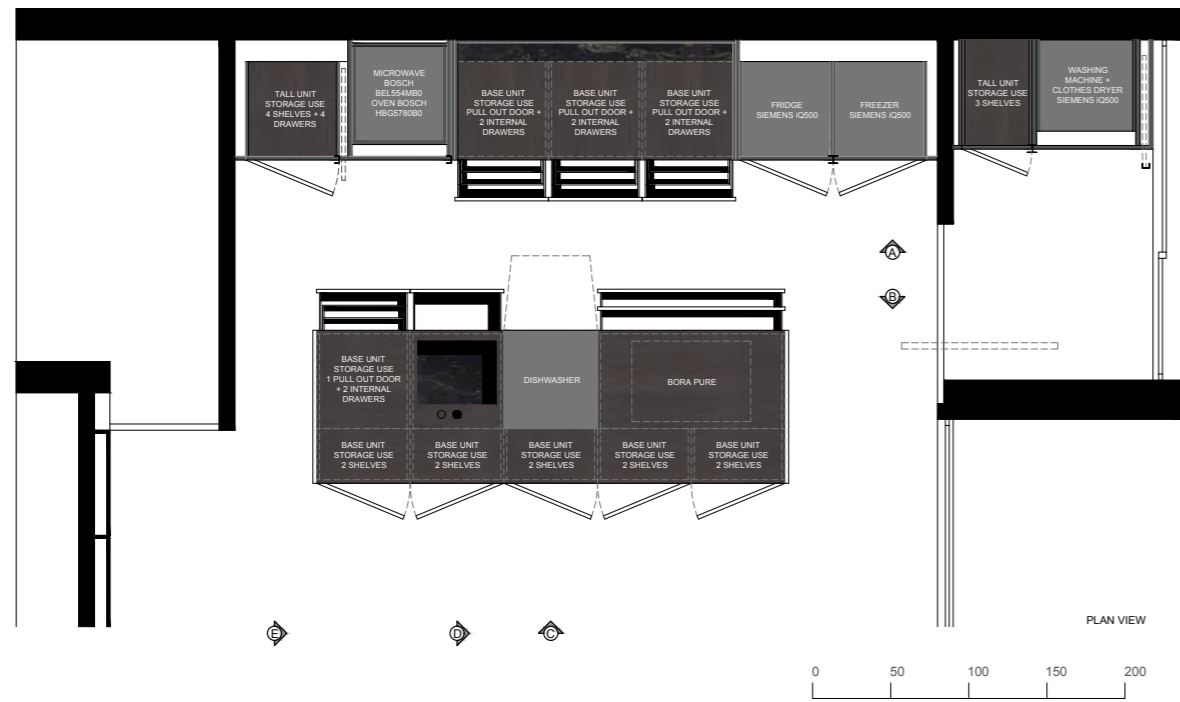 TALL UNIT
STORAGE USE
4 SHELVES + 4
DRAWERS
MICROWAVE
BOSCH
BEL554MB0
OVEN BOSCH
HBG5780B0
BASE UNIT
STORAGE USE
PULL OUT DOOR +
2 INTERNAL
DRAWERS
BASE UNIT
STORAGE USE
PULL OUT DOOR +
2 INTERNAL
DRAWERS
BASE UNIT
STORAGE USE
PULL OUT DOOR +
2 INTERNAL
DRAWERS
FRIDGE
SIEMENS iQ500
FREEZER
SIEMENS iQ500
TALL UNIT
STORAGE USE
3 SHELVES
WASHING
MACHINE +
CLOTHES DRYER
SIEMENS iQ500
A
B
BASE UNIT
STORAGE USE
1 PULL OUT DOOR
+ 2 INTERNAL
DRAWERS
DISHWASHER
BORA PURE
BASE UNIT
STORAGE USE
2 SHELVES
BASE UNIT
STORAGE USE
2 SHELVES
BASE UNIT
STORAGE USE
2 SHELVES
BASE UNIT
STORAGE USE
2 SHELVES
BASE UNIT
STORAGE USE
2 SHELVES
E
D
C
PLAN VIEW
0 50 100 150 200